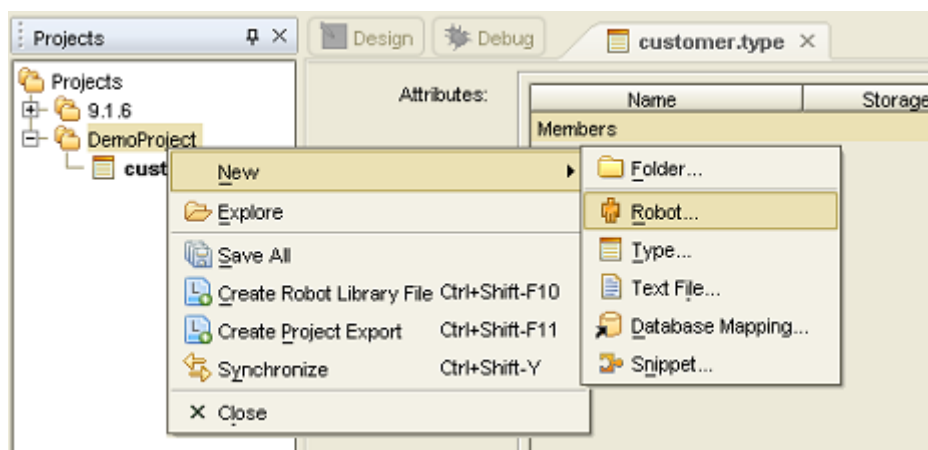 Projects
Design
Debug
customer.type
Projects
9.1.6
DemoProject
cust
Attributes:
Name Storage
Members
New
Explore
Save All
Create Robot Library File Ctrl+Shift-F10
Create Project Export Ctrl+Shift-F11
Synchronize Ctrl+Shift-Y
Close
Folder...
Robot...
Type...
Text File...
Database Mapping...
Snippet...